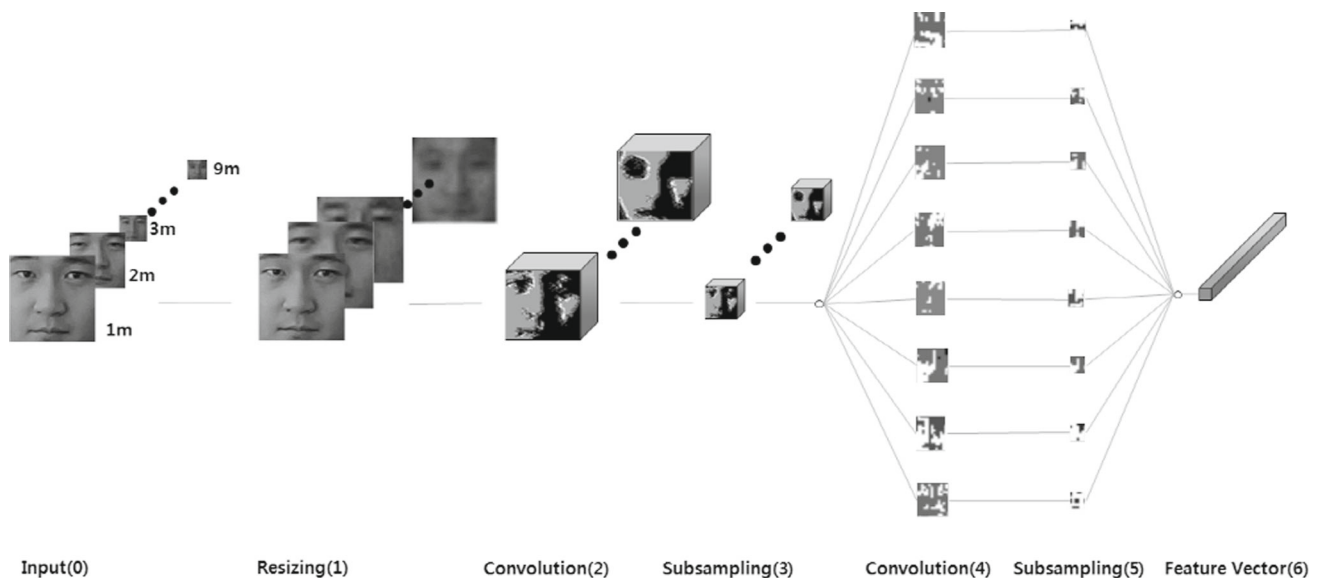 9m
3m
2m
1m
Input(0)
Resizing(1)
Convolution(2)
Subsampling(3)
Convolution(4)
Subsampling(5)
Feature Vector(6)